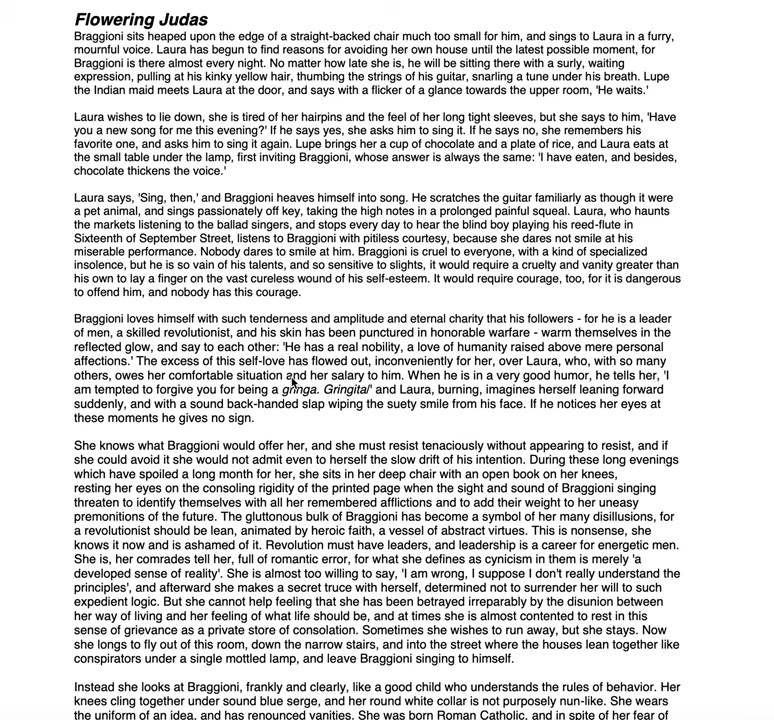 Flowering Judas
Braggioni sits heaped upon the edge of a straight-backed chair much too small for him, and sings to Laura in a furry,
mournful voice. Laura has begun to find reasons for avoiding her own house until the latest possible moment, for
Braggioni is there almost every night. No matter how late she is, he will be sitting there with a surly, waiting
expression, pulling at his kinky yellow hair, thumbing the strings of his guitar, snarling a tune under his breath. Lupe
the Indian maid meets Laura at the door, and says with a flicker of a glance towards the upper room, 'He waits.'
Laura wishes to lie down, she is tired of her hairpins and the feel of her long tight sleeves, but she says to him, 'Have
you a new song for me this evening?' If he says yes, she asks him to sing it. If he says no, she remembers his
favorite one, and asks him to sing it again. Lupe brings her a cup of chocolate and a plate of rice, and Laura eats at
the small table under the lamp, first inviting Braggioni, whose answer is always the same: 'I have eaten, and besides,
chocolate thickens the voice.'
Laura says, 'Sing, then,' and Braggioni heaves himself into song. He scratches the guitar familiarly as though it were
a pet animal, and sings passionately off key, taking the high notes in a prolonged painful squeal. Laura, who haunts
the markets listening to the ballad singers, and stops every day to hear the blind boy playing his reed-flute in
Sixteenth of September Street, listens to Braggioni with pitiless courtesy, because she dares not smile at his
miserable performance. Nobody dares to smile at him. Braggioni is cruel to everyone, with a kind of specialized
insolence, but he is so vain of his talents, and so sensitive to slights, it would require a cruelty and vanity greater than
his own to lay a finger on the vast cureless wound of his self-esteem. It would require courage, too, for it is dangerous
to offend him, and nobody has this courage.
Braggioni loves himself with such tenderness and amplitude and eternal charity that his followers - for he is a leader
of men, a skilled revolutionist, and his skin has been punctured in honorable warfare - warm themselves in the
reflected glow, and say to each other: 'He has a real nobility, a love of humanity raised above mere personal
affections.' The excess of this self-love has flowed out, inconveniently for her, over Laura, who, with so many
others, owes her comfortable situation and her salary to him. When he is in a very good humor, he tells her, 'I
am tempted to forgive you for being a gringa. Gringita!' and Laura, burning, imagines herself leaning forward
suddenly, and with a sound back-handed slap wiping the suety smile from his face. If he notices her eyes at
these moments he gives no sign.
She knows what Braggioni would offer her, and she must resist tenaciously without appearing to resist, and if
she could avoid it she would not admit even to herself the slow drift of his intention. During these long evenings
which have spoiled a long month for her, she sits in her deep chair with an open book on her knees,
resting her eyes on the consoling rigidity of the printed page when the sight and sound of Braggioni singing
threaten to identify themselves with all her remembered afflictions and to add their weight to her uneasy
premonitions of the future. The gluttonous bulk of Braggioni has become a symbol of her many disillusions, for
a revolutionist should be lean, animated by heroic faith, a vessel of abstract virtues. This is nonsense, she
knows it now and is ashamed of it. Revolution must have leaders, and leadership is a career for energetic men.
She is, her comrades tell her, full of romantic error, for what she defines as cynicism in them is merely 'a
developed sense of reality'. She is almost too willing to say, 'I am wrong, I suppose I don't really understand the
principles', and afterward she makes a secret truce with herself, determined not to surrender her will to such
expedient logic. But she cannot help feeling that she has been betrayed irreparably by the disunion between
her way of living and her feeling of what life should be, and at times she is almost contented to rest in this
sense of grievance as a private store of consolation. Sometimes she wishes to run away, but she stays. Now
she longs to fly out of this room, down the narrow stairs, and into the street where the houses lean together like
conspirators under a single mottled lamp, and leave Braggioni singing to himself.
Instead she looks at Braggioni, frankly and clearly, like a good child who understands the rules of behavior. Her
knees cling together under sound blue serge, and her round white collar is not purposely nun-like. She wears
the uniform of an idea, and has renounced vanities. She was born Roman Catholic, and in spite of her fear of